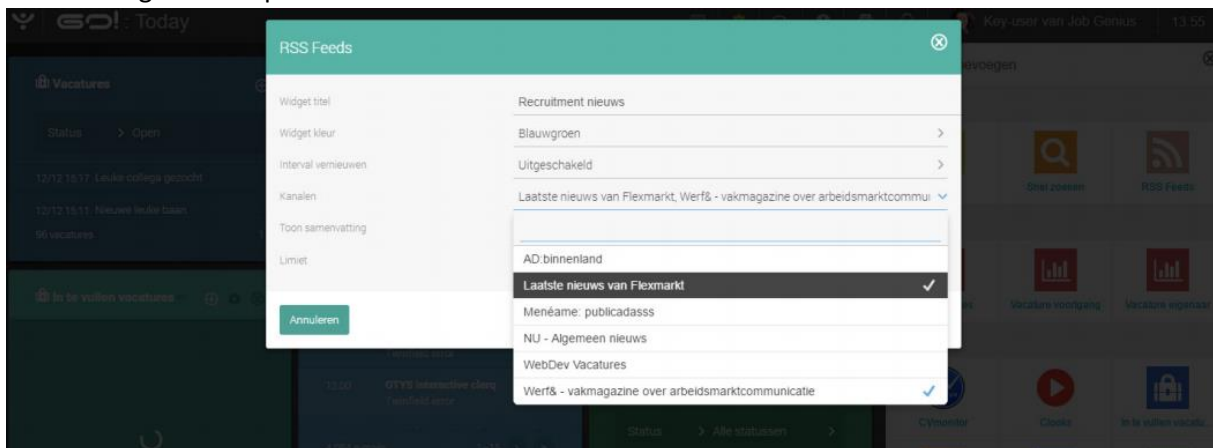 GO! : Today
Key-user van Job Genius
13:55
RSS Feeds
Vacatures
Status > Open
12/12 15:17 Leuke collega gezocht
12/12 15:11 Nieuwe leuke baan
96 vacatures
In te vullen vacatures
Widget titel
Recruitment nieuws
Widget kleur
Blauwgroen
Interval vernieuwen
Uitgeschakeld
Kanalen
Laatste nieuws van Flexmarkt, Werf& - vakmagazine over arbeidsmarktcommu
Toon samenvatting
Limiet
AD:binnenland
Laatste nieuws van Flexmarkt
Menéame: publicadasss
NU - Algemeen nieuws
WebDev Vacatures
Werf& - vakmagazine over arbeidsmarktcommunicatie
Annuleren
Snel zoeken
RSS Feeds
Vacature voortgang
Vacature eigenaar
Status > Alle statussen
CVmonitor
Clookz
In te vullen vacatu...